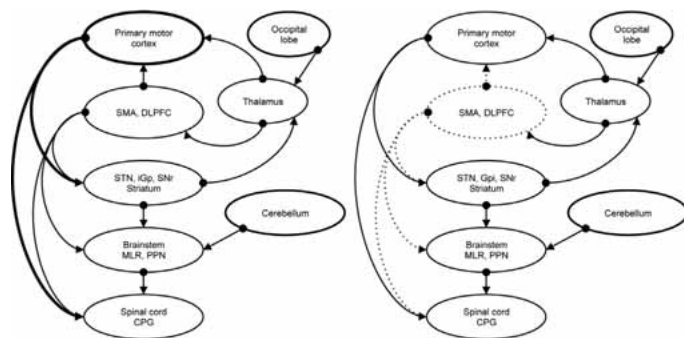 Primary motor
cortex
Occipital
lobe
SMA, DLPFC
Thalamus
STN, iGp, SNr
Striatum
Cerebellum
Brainstem
MLR, PPN
Spinal cord
CPG
Primary motor
cortex
Occipital
lobe
SMA, DLPFC
Thalamus
STN, Gpi, SNr
Striatum
Cerebellum
Brainstem
MLR, PPN
Spinal cord
CPG